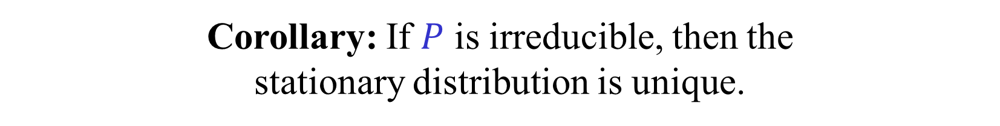 Corollary: If P is irreducible, then the
stationary distribution is unique.